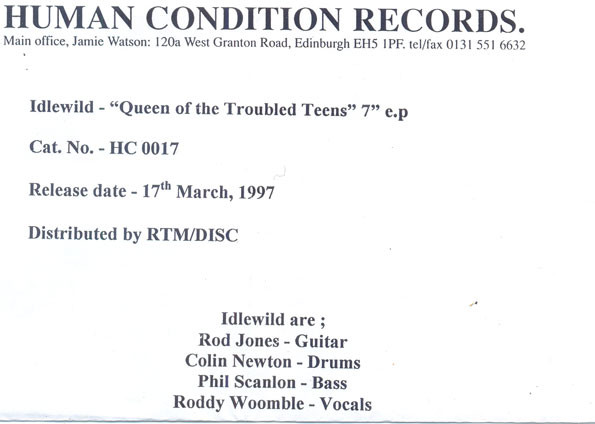 HUMAN CONDITION RECORDS.
Main office, Jamie Watson: 120a West Granton Road, Edinburgh EH5 1PF. tel/fax 0131 551 6632
Idlewild - “Queen of the Troubled Teens” 7” e.p
Cat. No. - HC 0017
Release date - 17th March, 1997
Distributed by RTM/DISC
Idlewild are ;
Rod Jones - Guitar
Colin Newton - Drums
Phil Scanlon - Bass
Roddy Woomble - Vocals